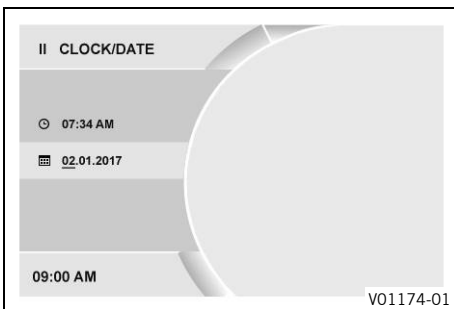 II CLOCK/DATE
07:34 AM
02.01.2017
09:00 AM
V01174-01